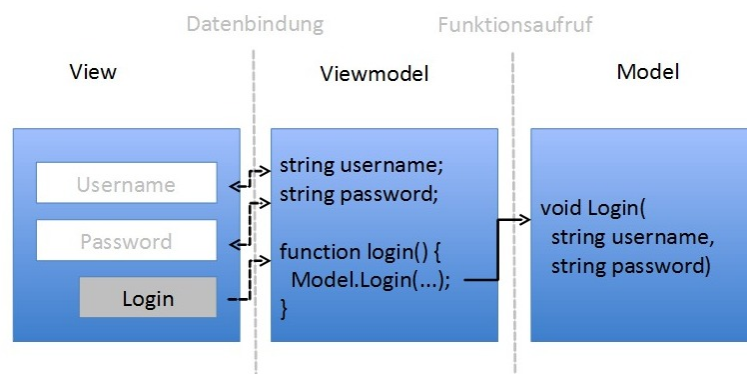 Datenbindung
Funktionsaufruf
View
Viewmodel
Model
Username
Password
Login
string username;
string password;
function login() {
Model.Login(...);
}
void Login(
string username,
string password)